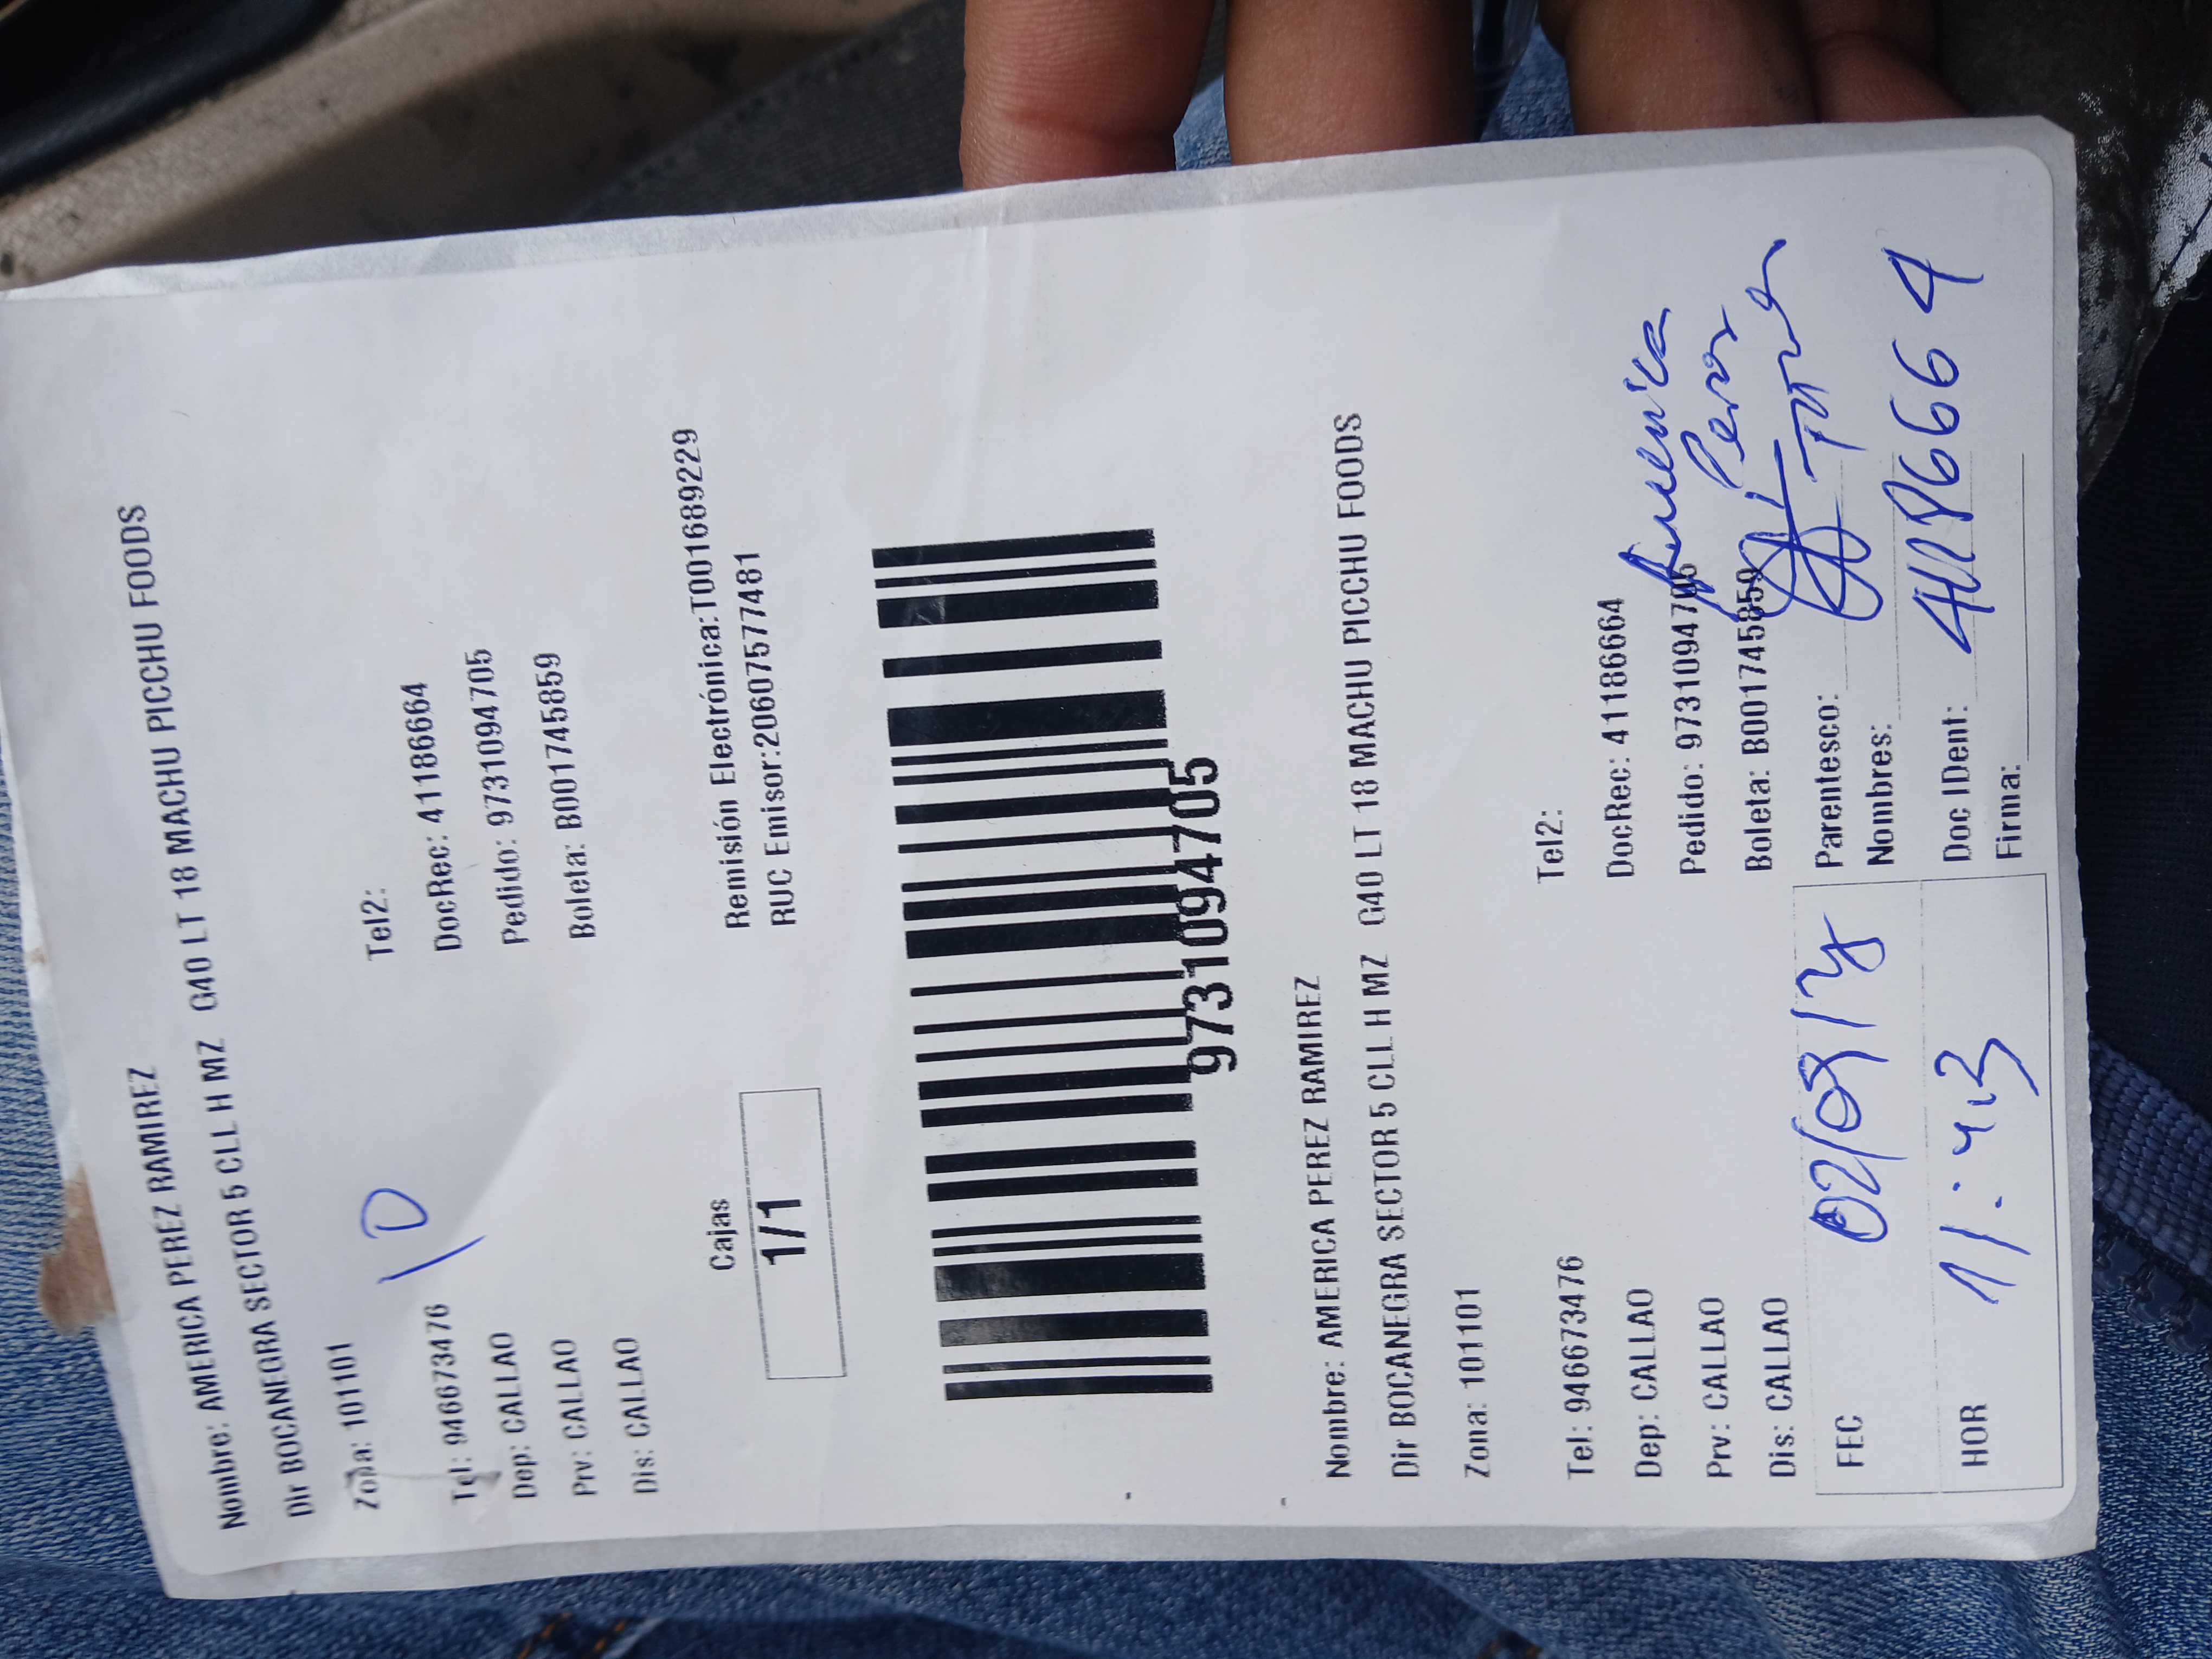 Nombre: AMERICA PEREZ RAMIREZ
Dir BOCANEGRA SECTOR 5 CLL H MZ G40 LT 18 MACHU PICCHU FOODS
Zona: 101101
10
Tel: 946673476 Tel2:
Dep: CALLAO DocRec: 41186664
Prv: CALLAO Pedido: 97310947​05
Dis: CALLAO Boleta: B001745859
Cajas Remisión Electrónica:T001689229
1/1 RUC Emisor:20607577481
9731094705
Nombre: AMERICA PEREZ RAMIREZ
Dir BOCANEGRA SECTOR 5 CLL H MZ G40 LT 18 MACHU PICCHU FOODS
Zona: 101101
Tel: 946673476 Tel2:
Dep: CALLAO DocRec: 41186664
Prv: CALLAO Pedido: 9731094705 America
Dis: CALLAO Boleta: B001745859 Perez
FEC Parentesco:
Nombres:
HOR 11:43 Doc IDent: 41186664
Firma: